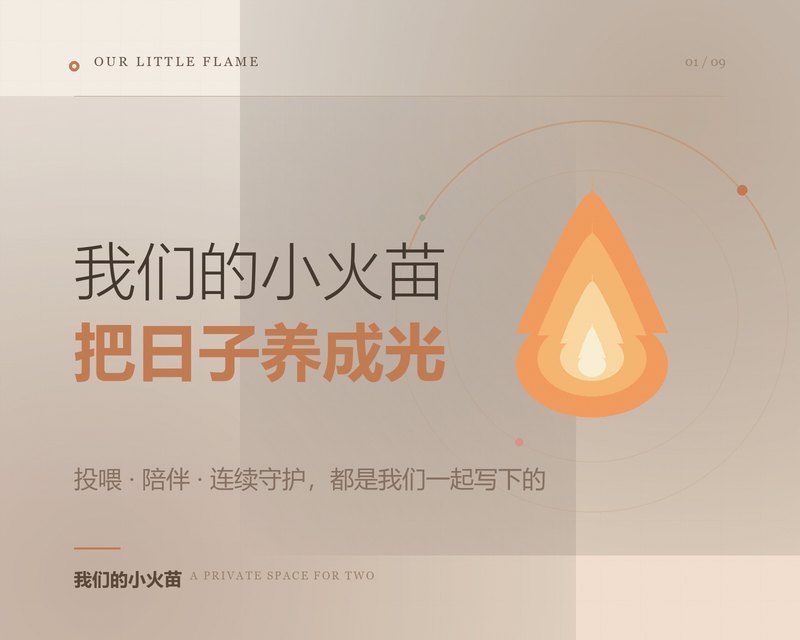 OUR LITTLE FLAME
01 / 09
我们的小火苗
把日子养成光
投喂 · 陪伴 · 连续守护，都是我们一起写下的
我们的小火苗 A PRIVATE SPACE FOR TWO